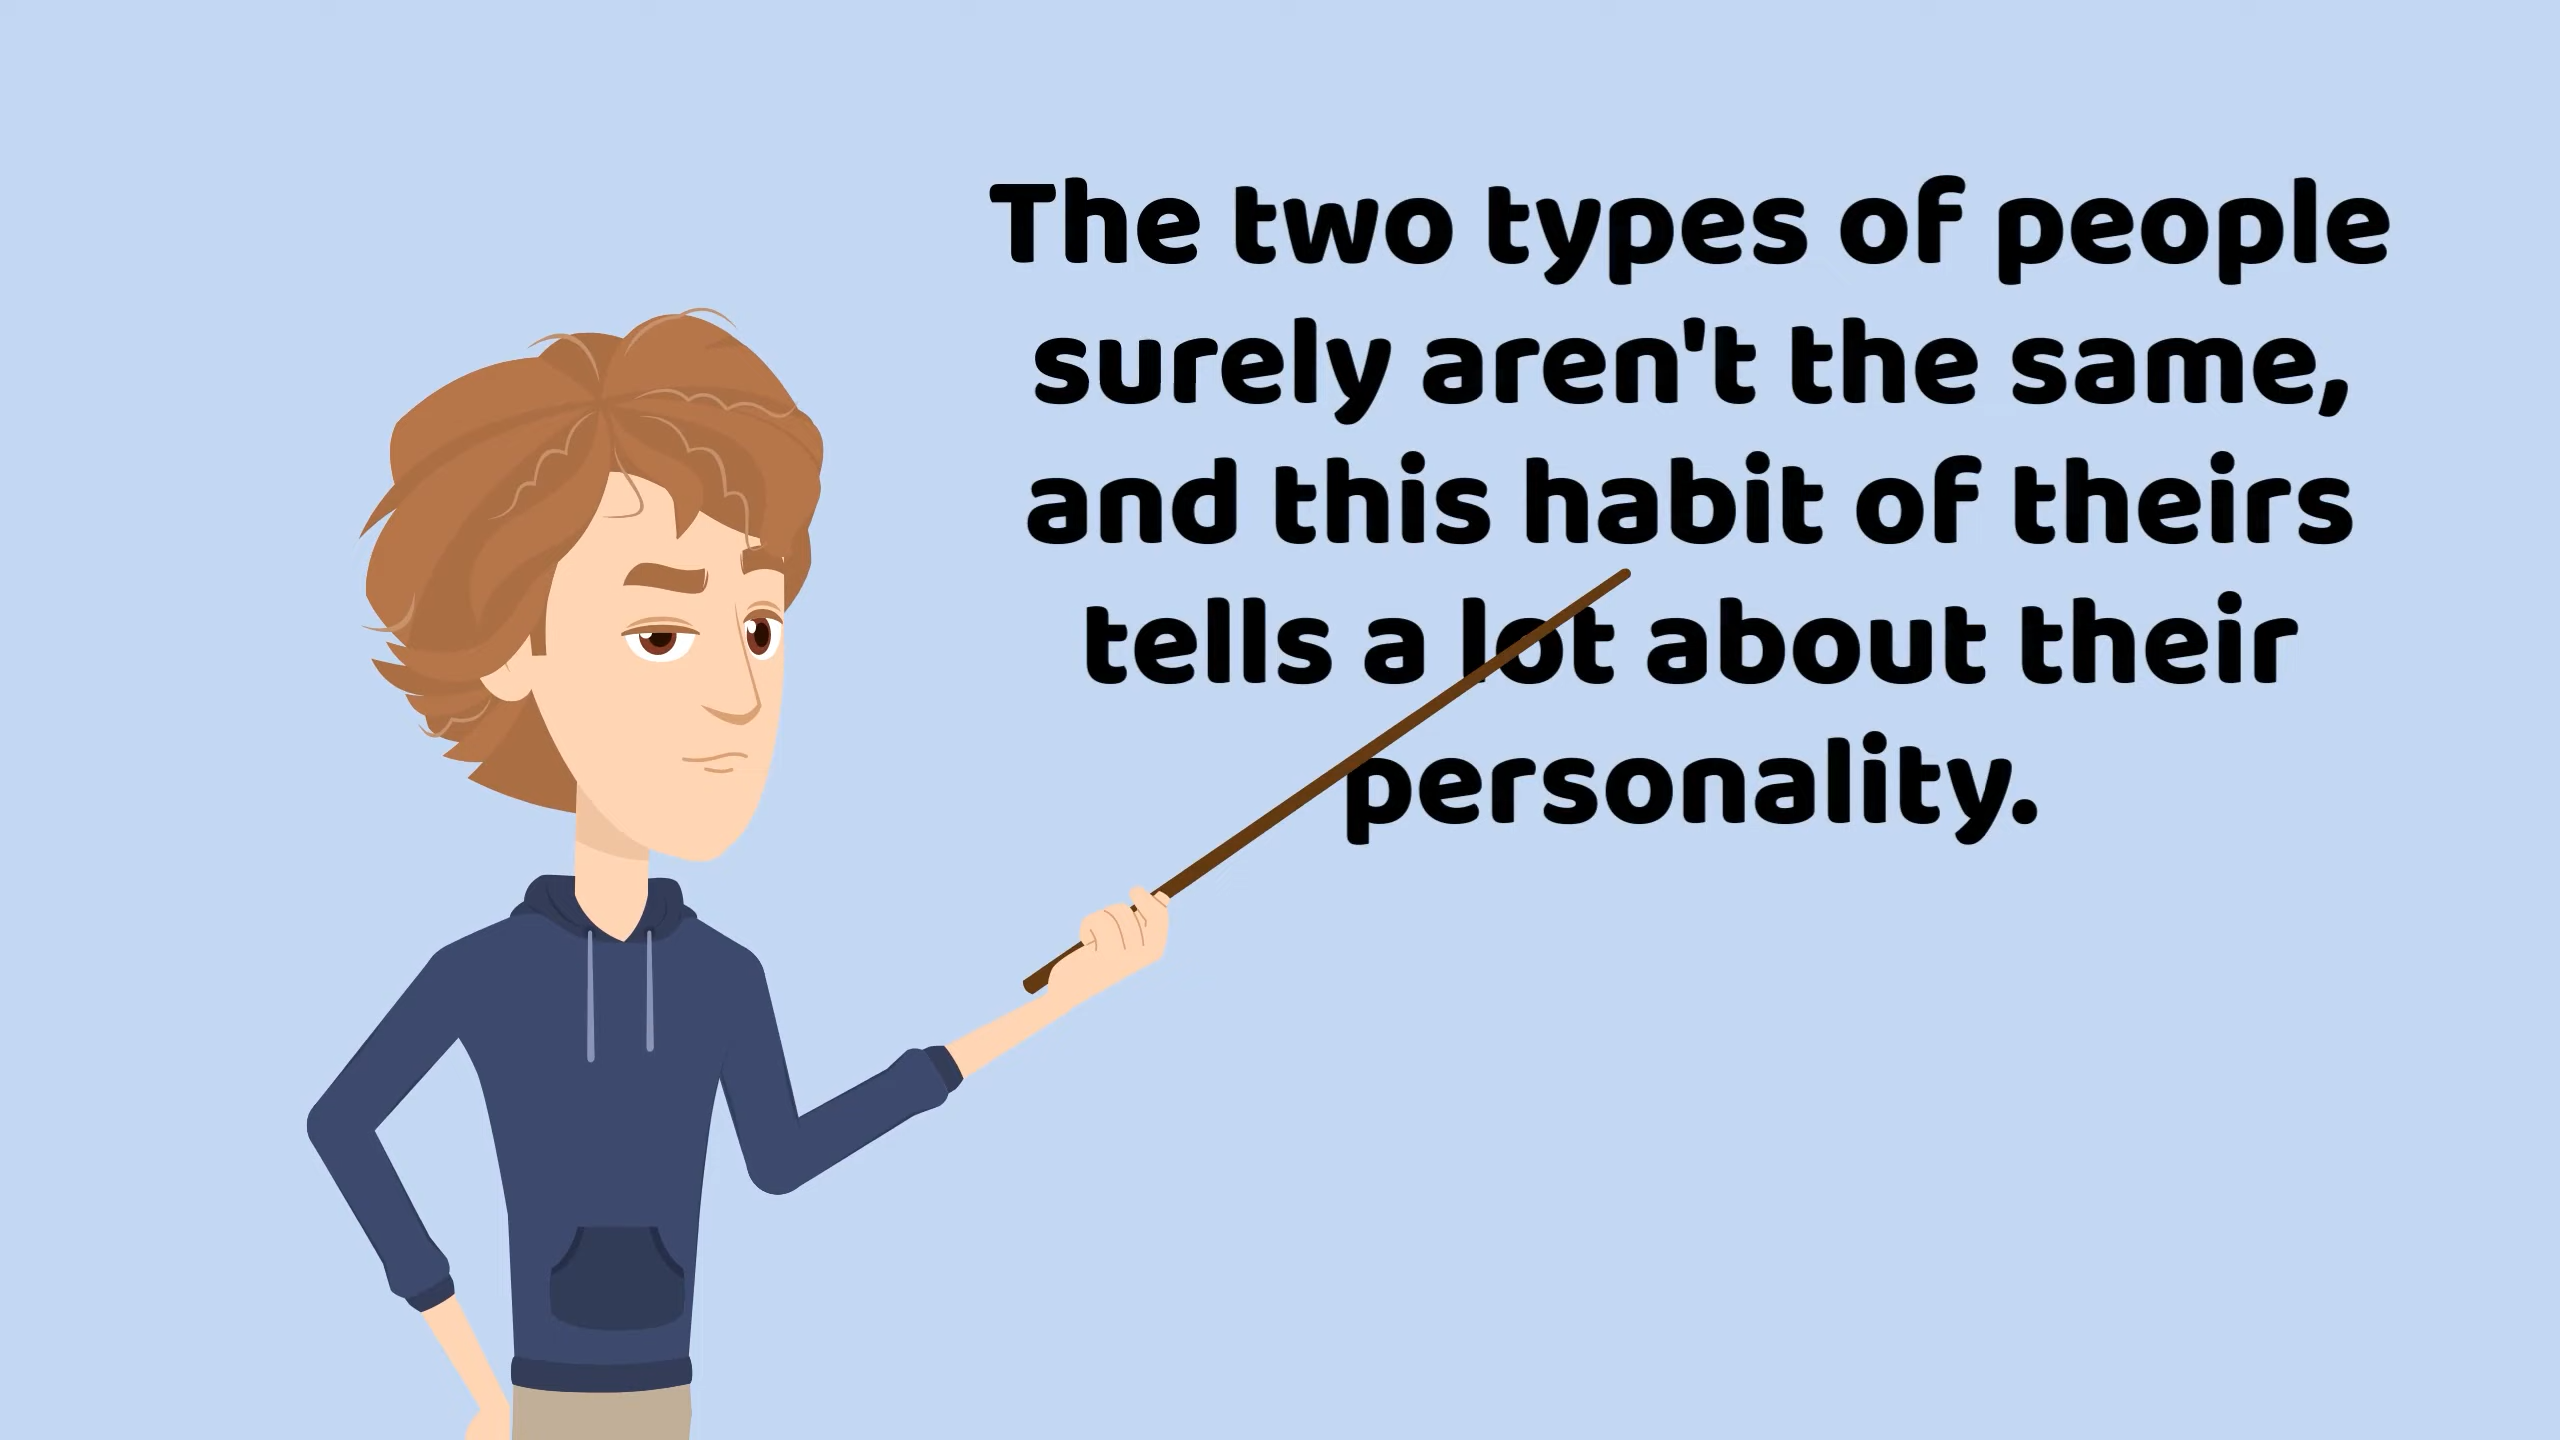 The two types of people
surely aren't the same,
and this habit of theirs
tells a lot about their
personality.